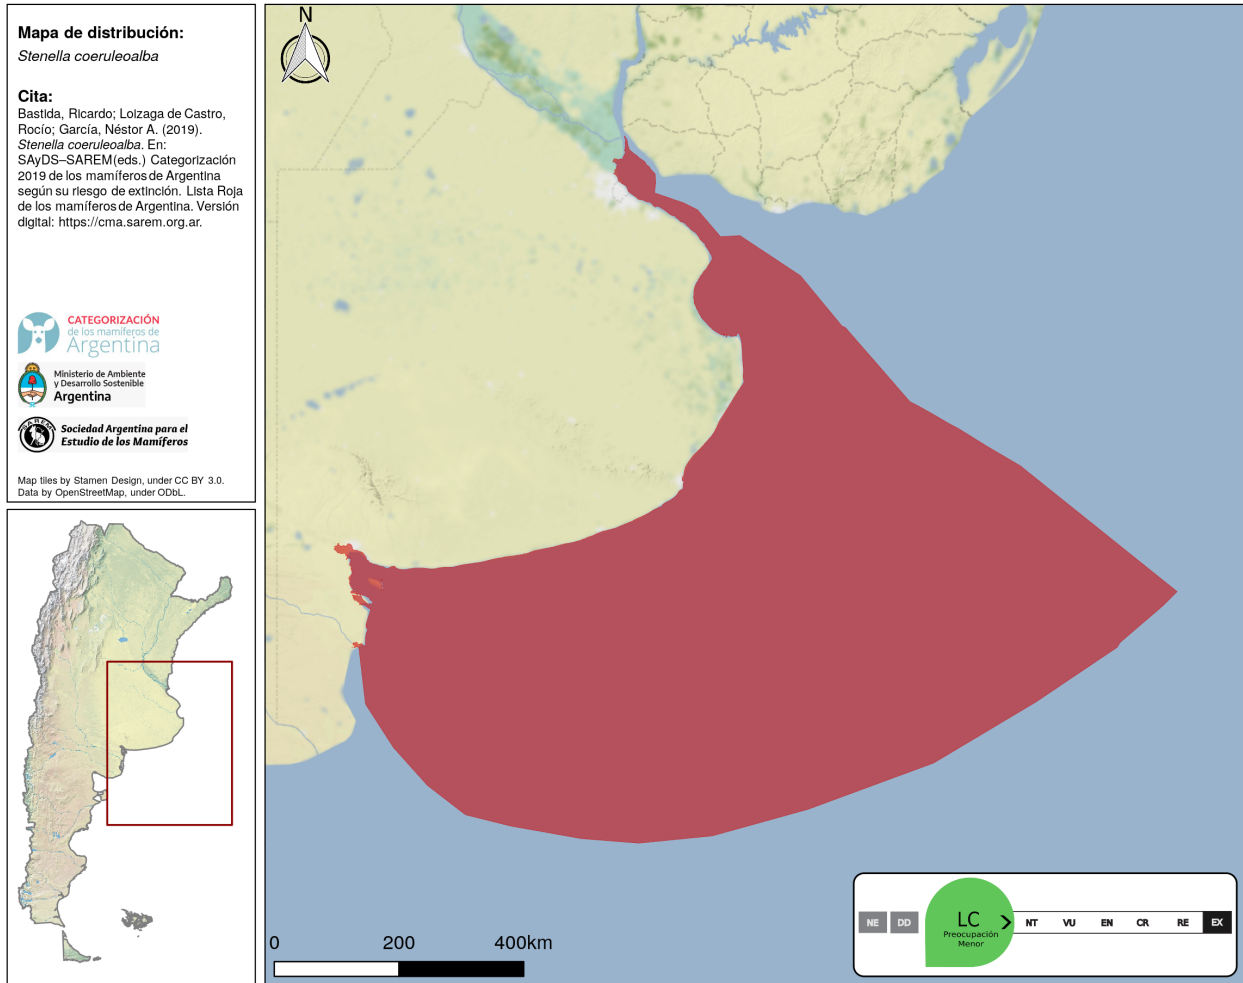 Mapa de distribución:
Stenella coeruleoalba
Cita:
Bastida, Ricardo; Loizaga de Castro,
Rocío; García, Néstor A. (2019).
Stenella coeruleoalba. En:
SAyDS–SAREM(eds.) Categorización
2019 de los mamíferos de Argentina
según su riesgo de extinción. Lista Roja
de los mamíferos de Argentina. Versión
digital: https://cma.sarem.org.ar.
CATEGORIZACIÓN
de los mamíferos de
Argentina
Ministerio de Ambiente
y Desarrollo Sostenible
Argentina
SAREM
Sociedad Argentina para el
Estudio de los Mamíferos
Map tiles by Stamen Design, under CC BY 3.0.
Data by OpenStreetMap, under ODbL.
N
0 200 400km
NE DD LC NT VU EN CR RE EX
Preocupación
Menor